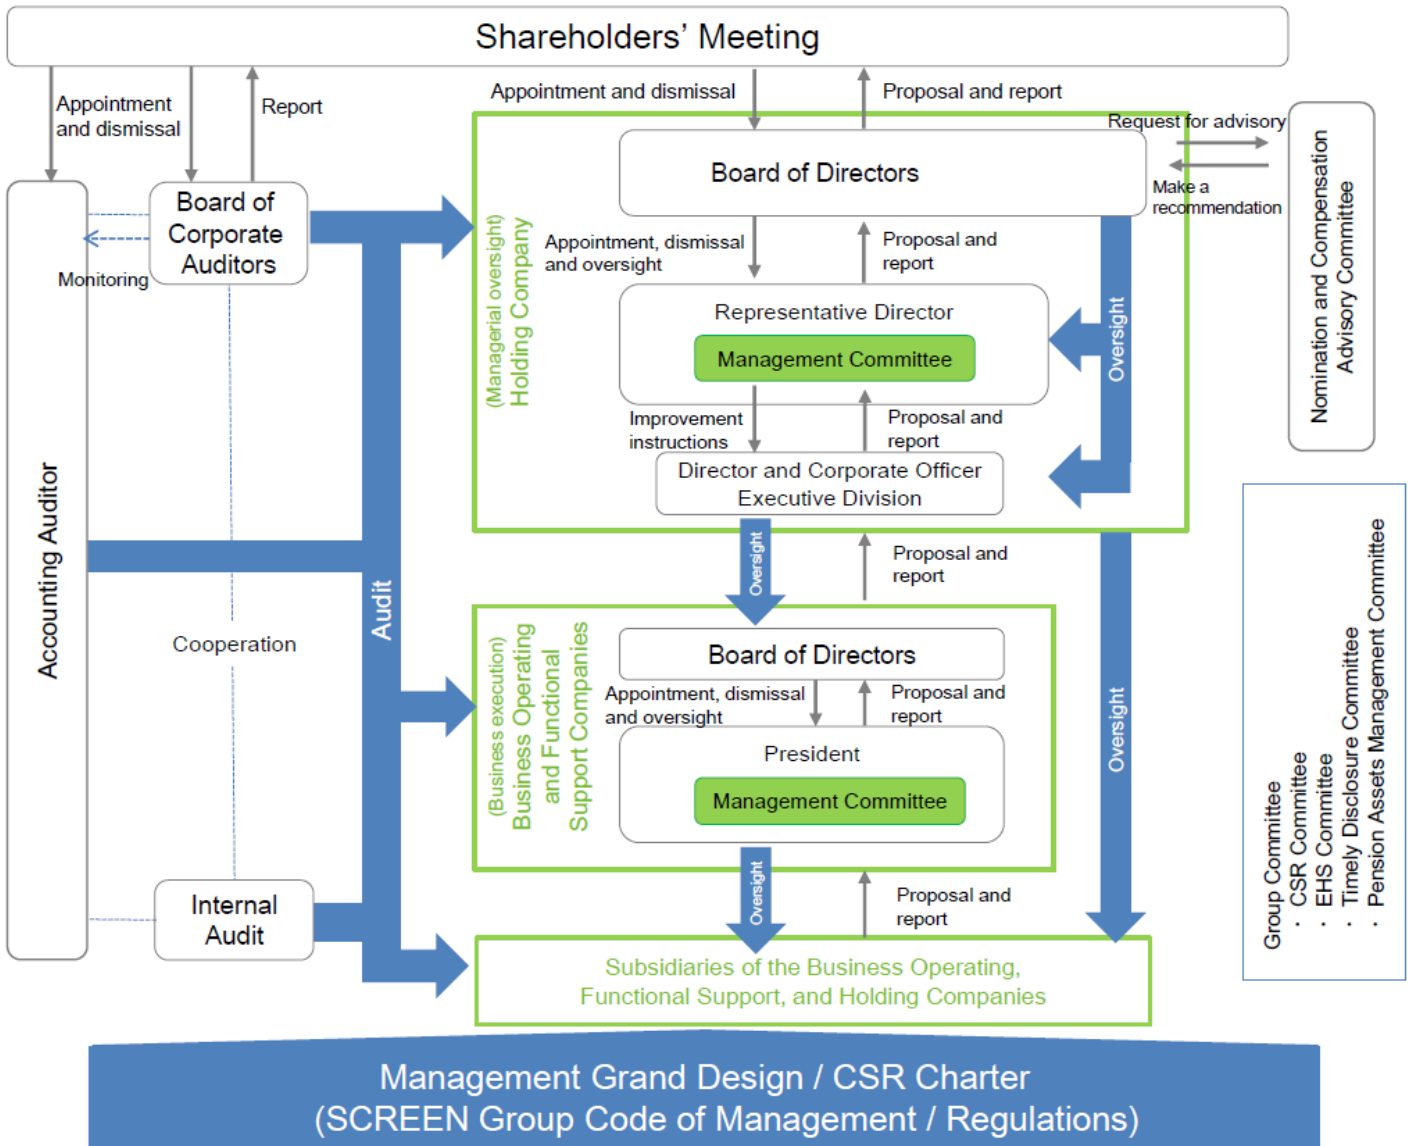 Shareholders’ Meeting
Appointment
and dismissal
Report
Appointment and dismissal
Proposal and report
Request for advisory
Make a
recommendation
Nomination and Compensation
Advisory Committee
Board of
Corporate
Auditors
Monitoring
Accounting Auditor
Cooperation
Internal
Audit
Audit
(Managerial oversight)
Holding Company
Board of Directors
Appointment, dismissal
and oversight
Proposal and
report
Representative Director
Management Committee
Oversight
Improvement
instructions
Proposal and
report
Director and Corporate Officer
Executive Division
Oversight
Proposal and
report
(Business execution)
Business Operating
and Functional
Support Companies
Board of Directors
Appointment, dismissal
and oversight
Proposal and
report
President
Management Committee
Oversight
Oversight
Proposal and
report
Subsidiaries of the Business Operating,
Functional Support, and Holding Companies
Group Committee
・ CSR Committee
・ EHS Committee
・ Timely Disclosure Committee
・ Pension Assets Management Committee
Management Grand Design / CSR Charter
(SCREEN Group Code of Management / Regulations)